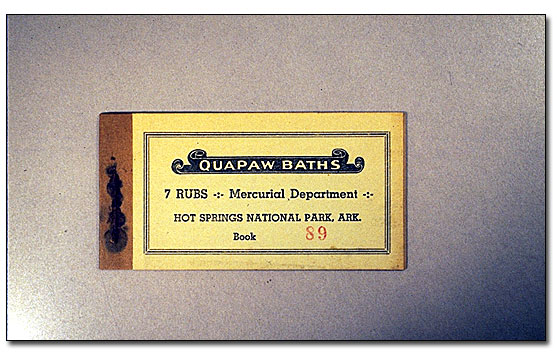 QUAPAW BATHS
7 RUBS -:- Mercurial Department -:-
HOT SPRINGS NATIONAL PARK, ARK.
Book 89